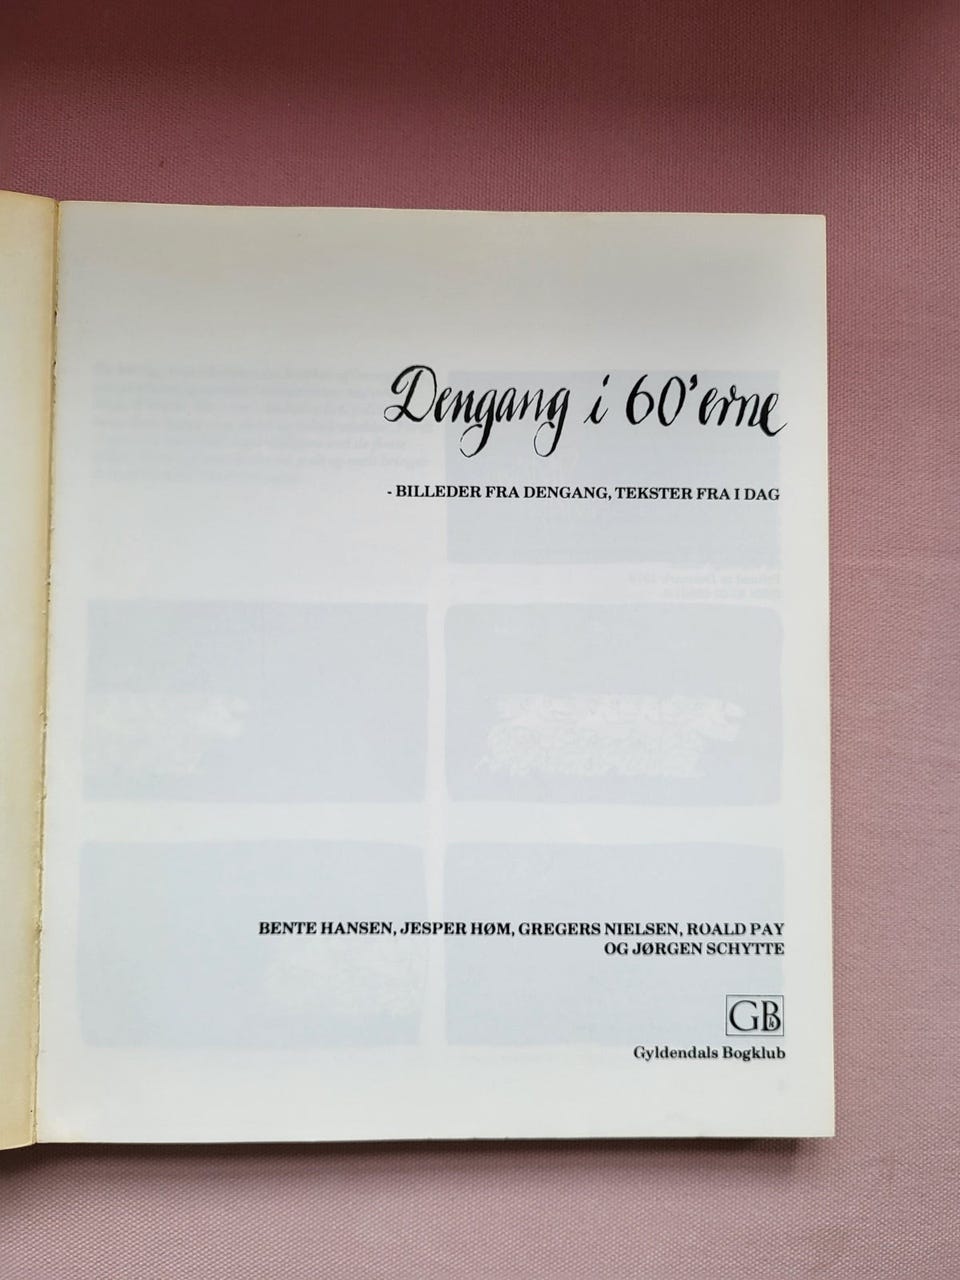 Dengang i 60'erne
- BILLEDER FRA DENGANG, TEKSTER FRA I DAG
BENTE HANSEN, JESPER HØM, GREGERS NIELSEN, ROALD PAY
OG JØRGEN SCHYTTE
GBk
Gyldendals Bogklub